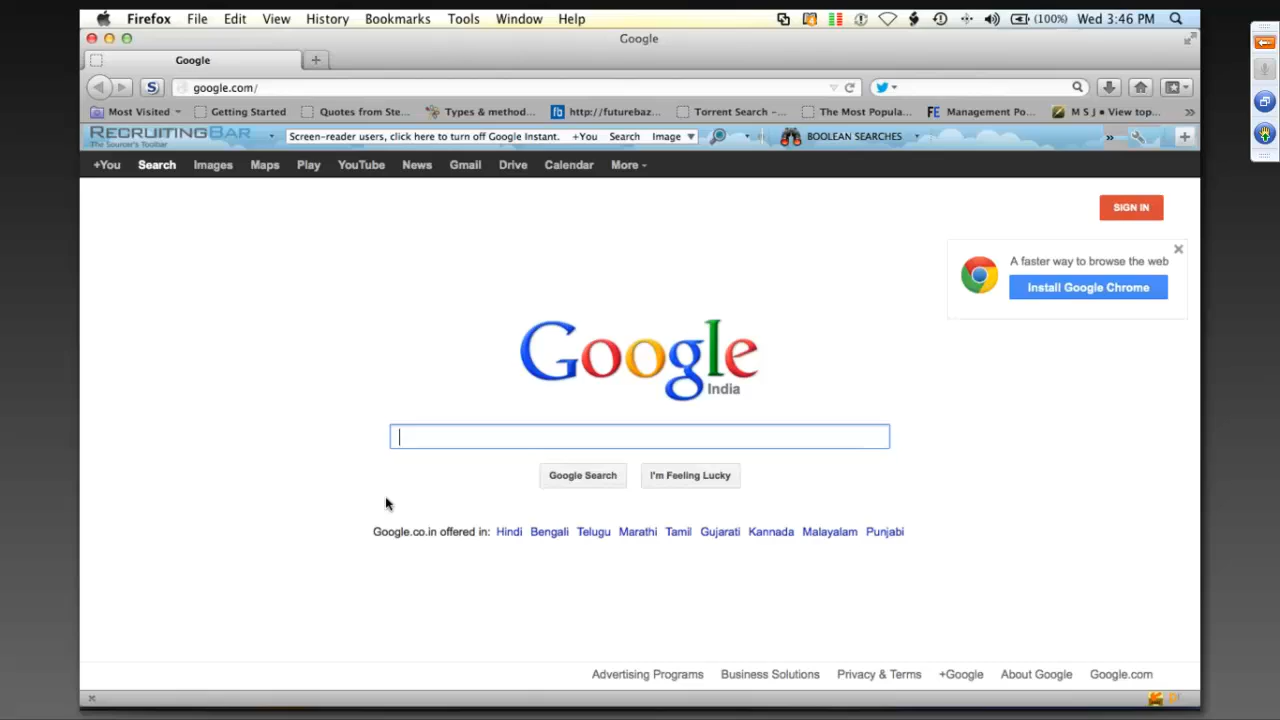 Firefox File Edit View History Bookmarks Tools Window Help (100%) Wed 3:46 PM
Google
Google
google.com/
Most Visited Getting Started Quotes from Ste... Types & method... http://futurebaz... Torrent Search -... The Most Popula... Management Po... M S J • View top... »
RECRUITINGBAR Screen-reader users, click here to turn off Google Instant. +You Search Image BOOLEAN SEARCHES »
The Sourcer's Toolbar
+You Search Images Maps Play YouTube News Gmail Drive Calendar More
SIGN IN
A faster way to browse the web
Install Google Chrome
Google
India
Google Search I'm Feeling Lucky
Google.co.in offered in: Hindi Bengali Telugu Marathi Tamil Gujarati Kannada Malayalam Punjabi
Advertising Programs Business Solutions Privacy & Terms +Google About Google Google.com